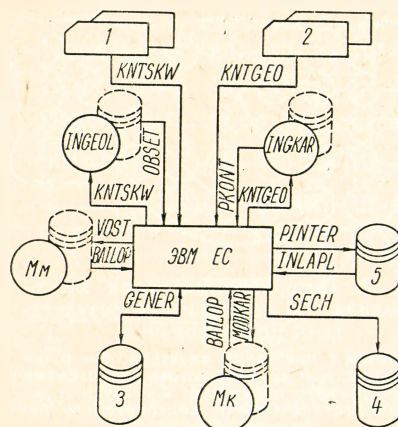 1
2
KNTSKW
KNTGEO
INGEOL
OBSET
PKONT
INGKAR
KNTSKW
KNTGEO
VOST
BAILOP
Мм
ЭВМ ЕС
PINTER
INLAPL
5
GENER
BAILOP
MODKAR
SECH
3
Мк
4